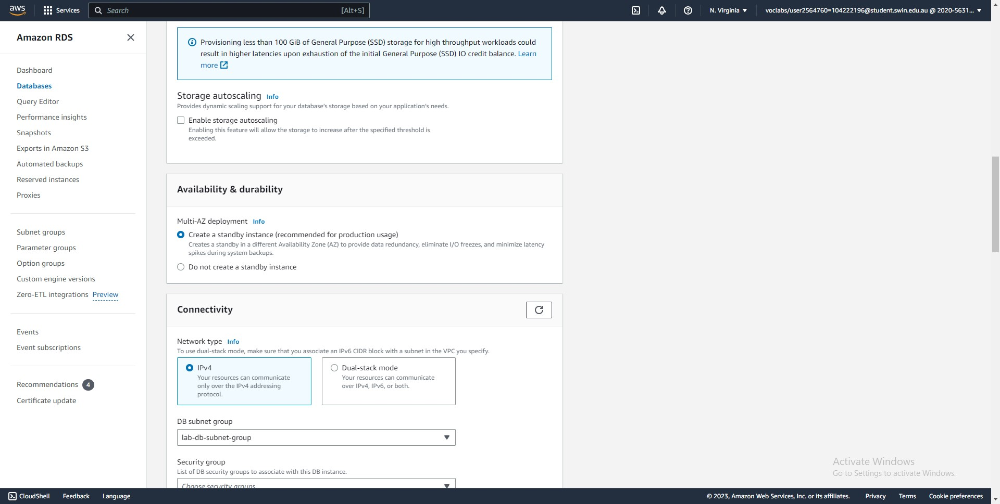 aws
Services
Search
[Alt+S]
N. Virginia
voclabs/user2564760=104222196@student.swin.edu.au @ 2020-5631...
Amazon RDS
Dashboard
Databases
Query Editor
Performance insights
Snapshots
Exports in Amazon S3
Automated backups
Reserved instances
Proxies
Subnet groups
Parameter groups
Option groups
Custom engine versions
Zero-ETL integrations Preview
Events
Event subscriptions
Recommendations 4
Certificate update
Provisioning less than 100 GiB of General Purpose (SSD) storage for high throughput workloads could
result in higher latencies upon exhaustion of the initial General Purpose (SSD) IO credit balance. Learn
more
Storage autoscaling Info
Provides dynamic scaling support for your database's storage based on your application's needs.
Enable storage autoscaling
Enabling this feature will allow the storage to increase after the specified threshold is
exceeded.
Availability & durability
Multi-AZ deployment Info
Create a standby instance (recommended for production usage)
Creates a standby in a different Availability Zone (AZ) to provide data redundancy, eliminate I/O freezes, and minimize latency
spikes during system backups.
Do not create a standby instance
Connectivity
Network type Info
To use dual-stack mode, make sure that you associate an IPv6 CIDR block with a subnet in the VPC you specify.
IPv4
Your resources can communicate
only over the IPv4 addressing
protocol.
Dual-stack mode
Your resources can communicate
over IPv4, IPv6, or both.
DB subnet group
lab-db-subnet-group
Security group
List of DB security groups to associate with this DB instance.
Choose security groups
Activate Windows
Go to Settings to activate Windows.
CloudShell
Feedback
Language
© 2023, Amazon Web Services, Inc. or its affiliates.
Privacy
Terms
Cookie preferences